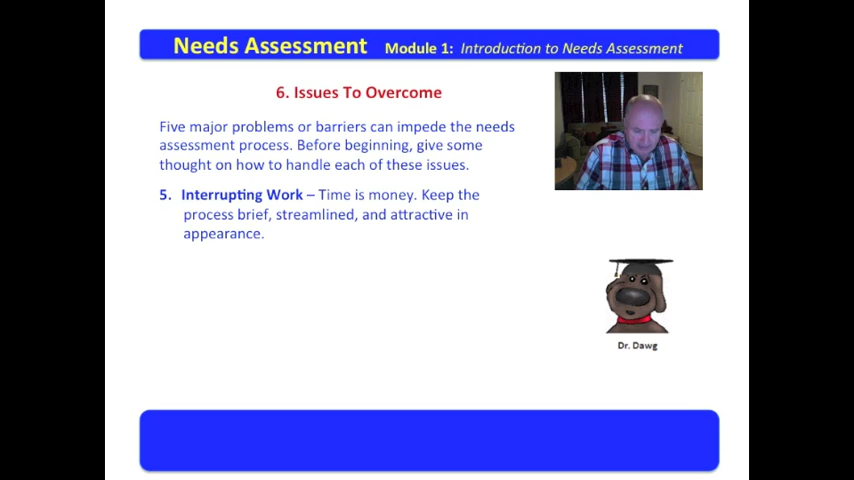 Needs Assessment Module 1: Introduction to Needs Assessment
6. Issues To Overcome
Five major problems or barriers can impede the needs
assessment process. Before beginning, give some
thought on how to handle each of these issues.
5. Interrupting Work – Time is money. Keep the
process brief, streamlined, and attractive in
appearance.
Dr. Dawg